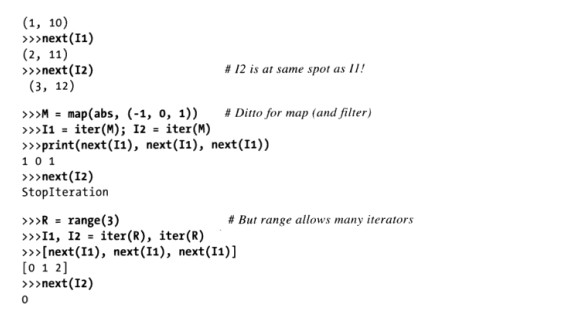 (1, 10)
>>>next(I1)
(2, 11)
>>>next(I2) # I2 is at same spot as I1!
(3, 12)
>>>M = map(abs, (-1, 0, 1)) # Ditto for map (and filter)
>>>I1 = iter(M); I2 = iter(M)
>>>print(next(I1), next(I1), next(I1))
1 0 1
>>>next(I2)
StopIteration
>>>R = range(3) # But range allows many iterators
>>>I1, I2 = iter(R), iter(R)
>>>[next(I1), next(I1), next(I1)]
[0 1 2]
>>>next(I2)
0